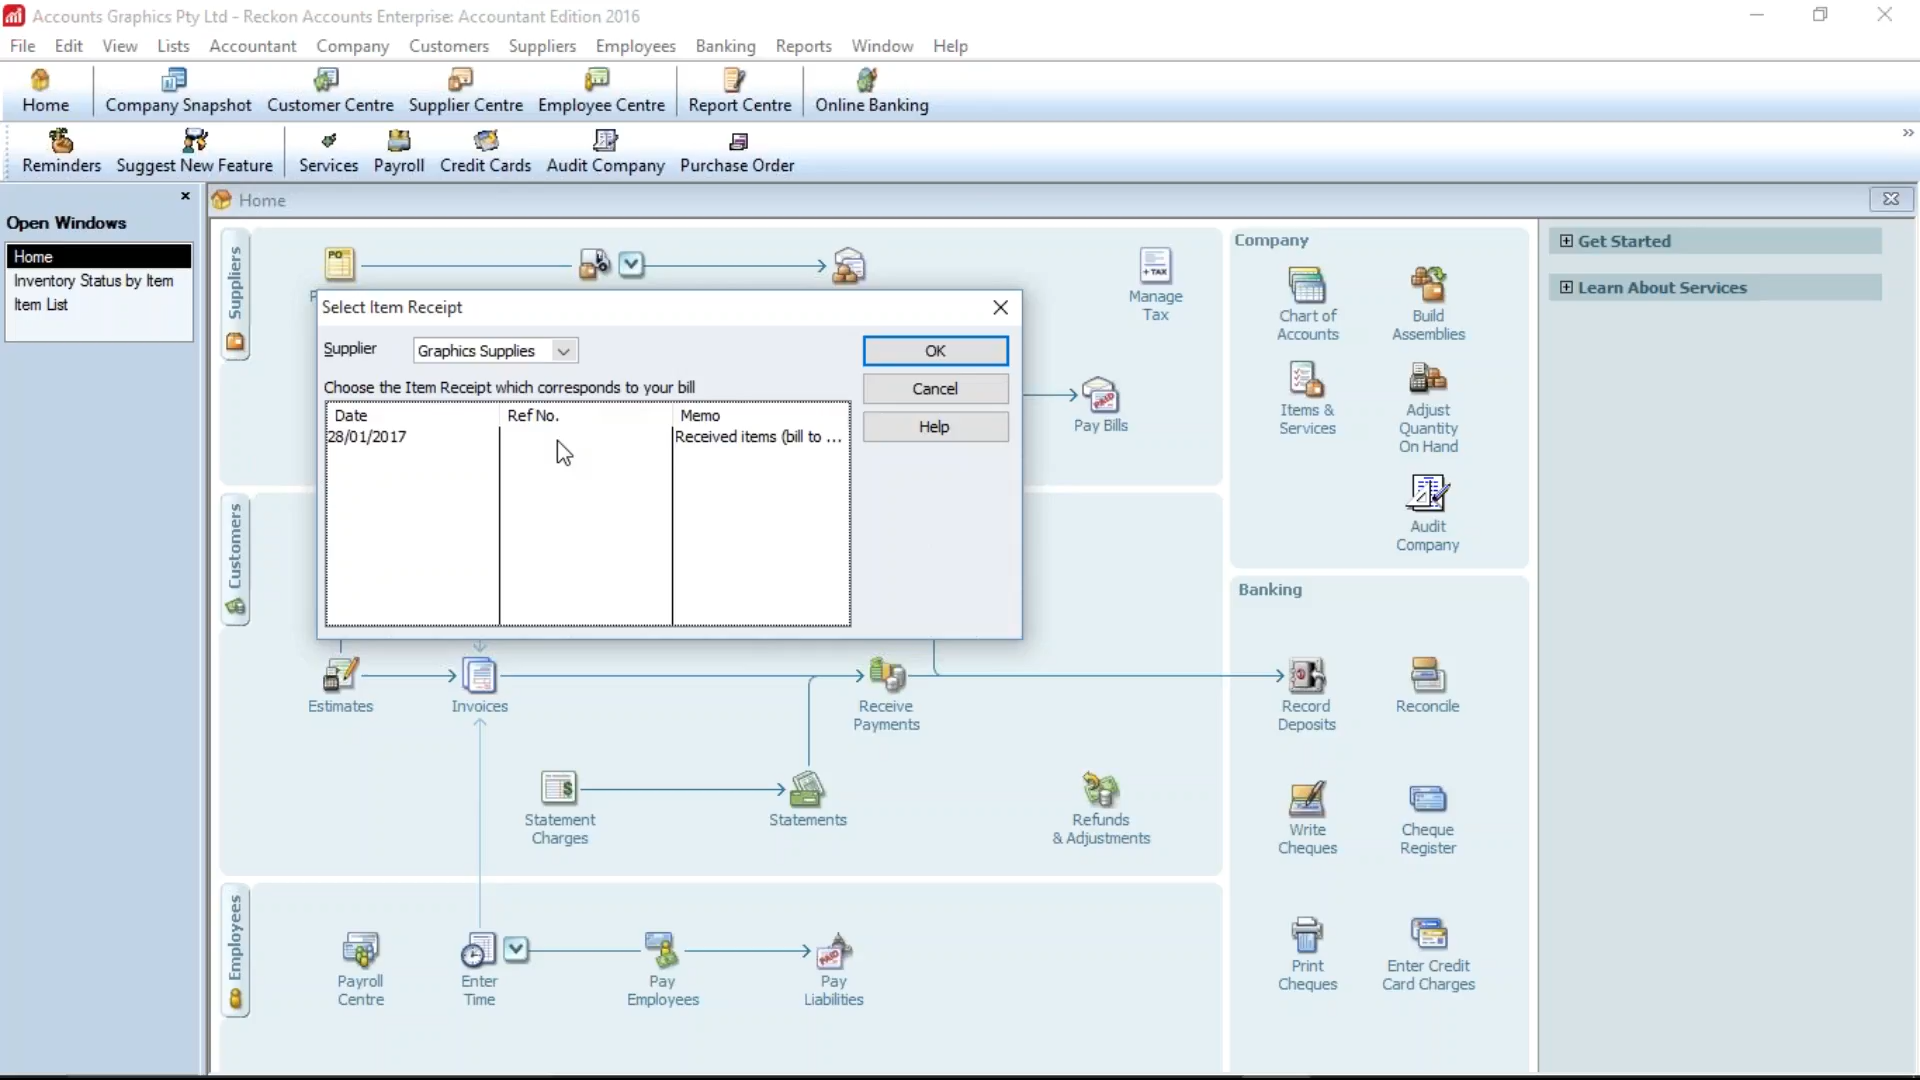 Accounts Graphics Pty Ltd - Reckon Accounts Enterprise: Accountant Edition 2016
File Edit View Lists Accountant Company Customers Suppliers Employees Banking Reports Window Help
Home Company Snapshot Customer Centre Supplier Centre Employee Centre Report Centre Online Banking
Reminders Suggest New Feature Services Payroll Credit Cards Audit Company Purchase Order
Open Windows
Home
Inventory Status by Item
Item List
Home
Suppliers
PO
+ TAX
Manage
Tax
Select Item Receipt
Supplier Graphics Supplies
OK
Choose the Item Receipt which corresponds to your bill
Cancel
Help
Date Ref No. Memo
28/01/2017 Received items (bill to ...
PAID
Pay Bills
Customers
Estimates
Invoices
Receive
Payments
Statement
Charges
Statements
Refunds
& Adjustments
Employees
Payroll
Centre
Enter
Time
Pay
Employees
PAID
Pay
Liabilities
Company
Chart of
Accounts
Build
Assemblies
Items &
Services
Adjust
Quantity
On Hand
Audit
Company
Banking
Record
Deposits
Reconcile
Write
Cheques
Cheque
Register
Print
Cheques
Enter Credit
Card Charges
Get Started
Learn About Services